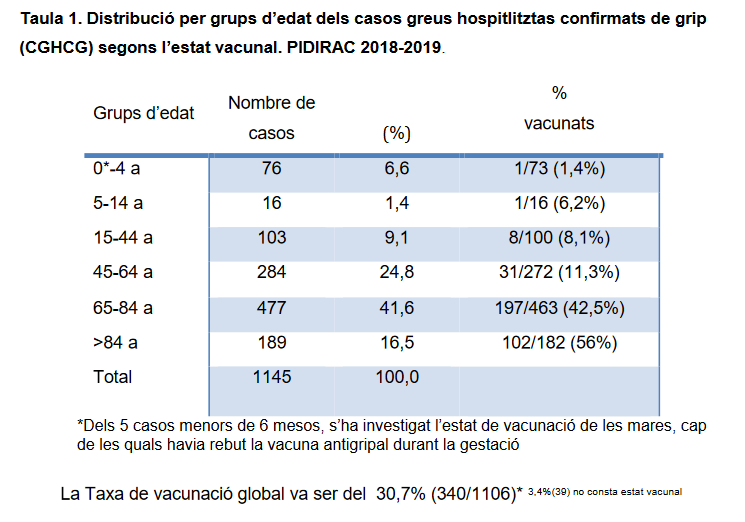 Taula 1. Distribució per grups d’edat dels casos greus hospitlitztas confirmats de grip
(CGHCG) segons l’estat vacunal. PIDIRAC 2018-2019.
Grups d’edat Nombre de casos (%) % vacunats
0*-4 a 76 6,6 1/73 (1,4%)
5-14 a 16 1,4 1/16 (6,2%)
15-44 a 103 9,1 8/100 (8,1%)
45-64 a 284 24,8 31/272 (11,3%)
65-84 a 477 41,6 197/463 (42,5%)
>84 a 189 16,5 102/182 (56%)
Total 1145 100,0
*Dels 5 casos menors de 6 mesos, s’ha investigat l’estat de vacunació de les mares, cap
de les quals havia rebut la vacuna antigripal durant la gestació
La Taxa de vacunació global va ser del 30,7% (340/1106)* 3,4%(39) no consta estat vacunal